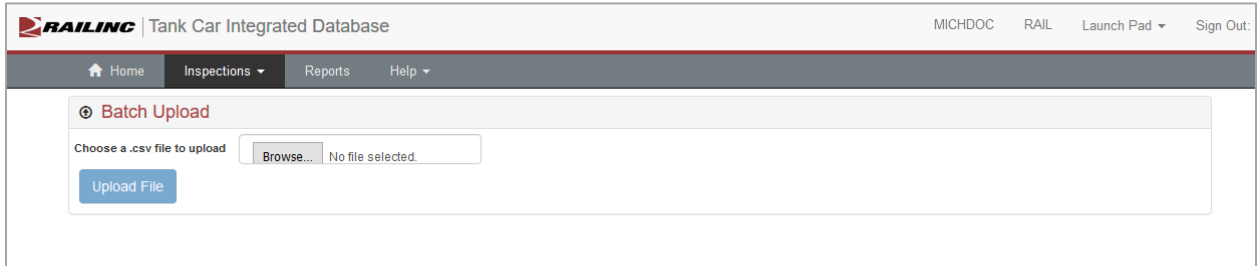 RAILINC | Tank Car Integrated Database MICHDOC RAIL Launch Pad Sign Out:
Home Inspections Reports Help
Batch Upload
Choose a .csv file to upload Browse... No file selected.
Upload File